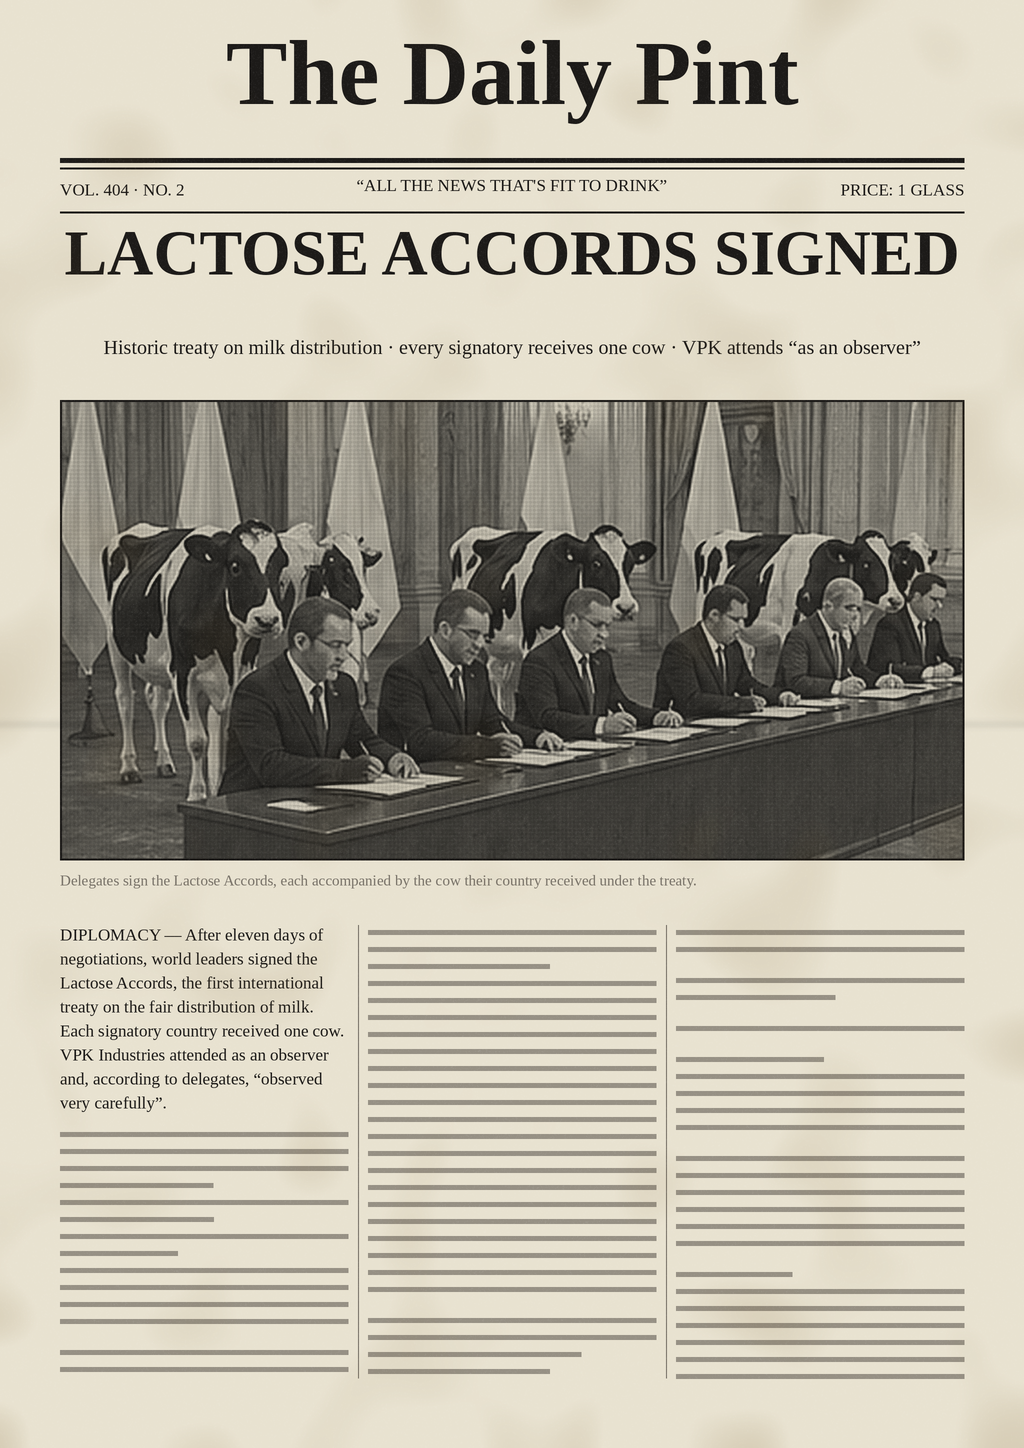 The Daily Pint
VOL. 404 · NO. 2
“ALL THE NEWS THAT'S FIT TO DRINK”
PRICE: 1 GLASS
LACTOSE ACCORDS SIGNED
Historic treaty on milk distribution · every signatory receives one cow · VPK attends “as an observer”
Delegates sign the Lactose Accords, each accompanied by the cow their country received under the treaty.
DIPLOMACY — After eleven days of
negotiations, world leaders signed the
Lactose Accords, the first international
treaty on the fair distribution of milk.
Each signatory country received one cow.
VPK Industries attended as an observer
and, according to delegates, “observed
very carefully”.